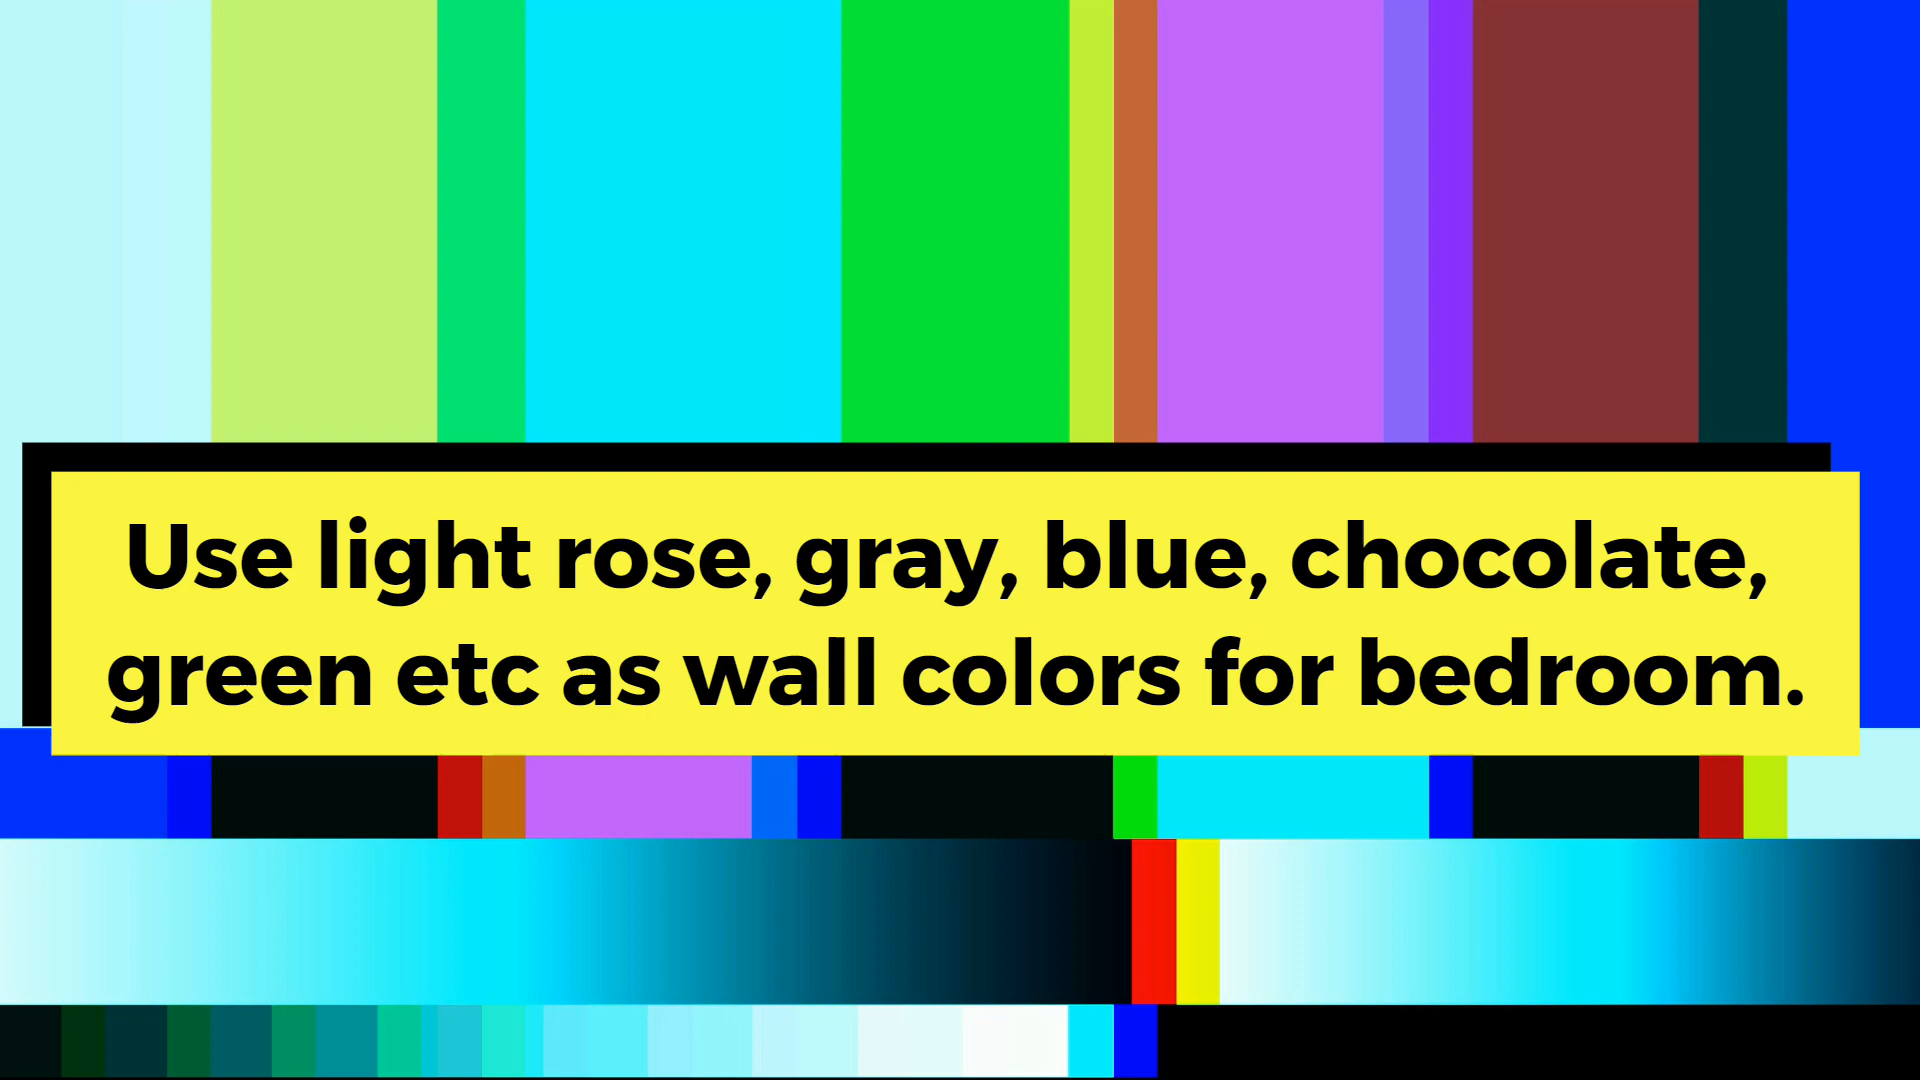 Use light rose, gray, blue, chocolate,
green etc as wall colors for bedroom.